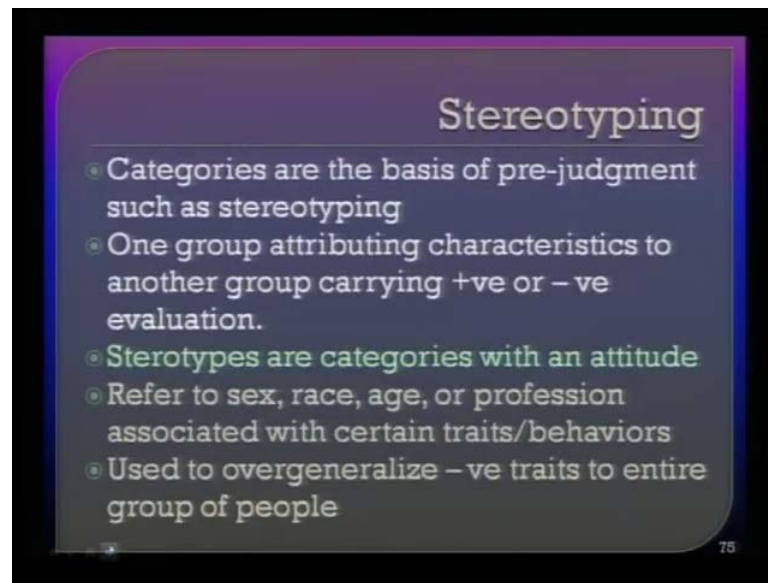 Stereotyping
Categories are the basis of pre-judgment
such as stereotyping
One group attributing characteristics to
another group carrying +ve or – ve
evaluation.
Sterotypes are categories with an attitude
Refer to sex, race, age, or profession
associated with certain traits/behaviors
Used to overgeneralize – ve traits to entire
group of people
75